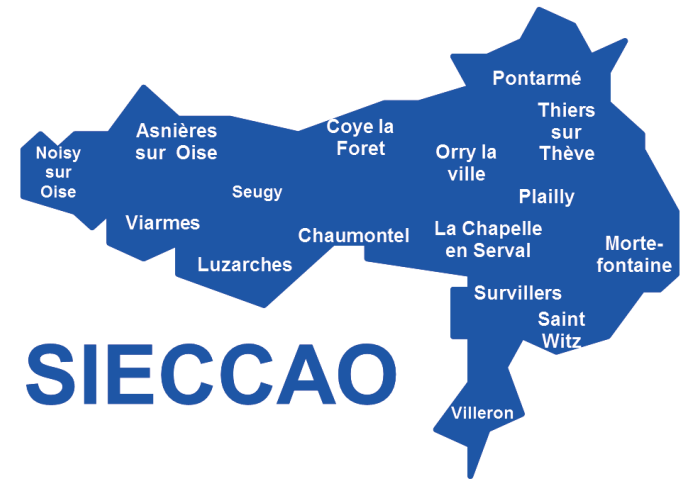 Pontarmé
Thiers
sur
Thève
Coye la
Foret
Asnières
sur Oise
Noisy
sur
Oise
Orry la
ville
Seugy
Plailly
Viarmes
Chaumontel
La Chapelle
en Serval
Morte-
fontaine
Luzarches
Survillers
Saint
Witz
SIECCAO
Villeron